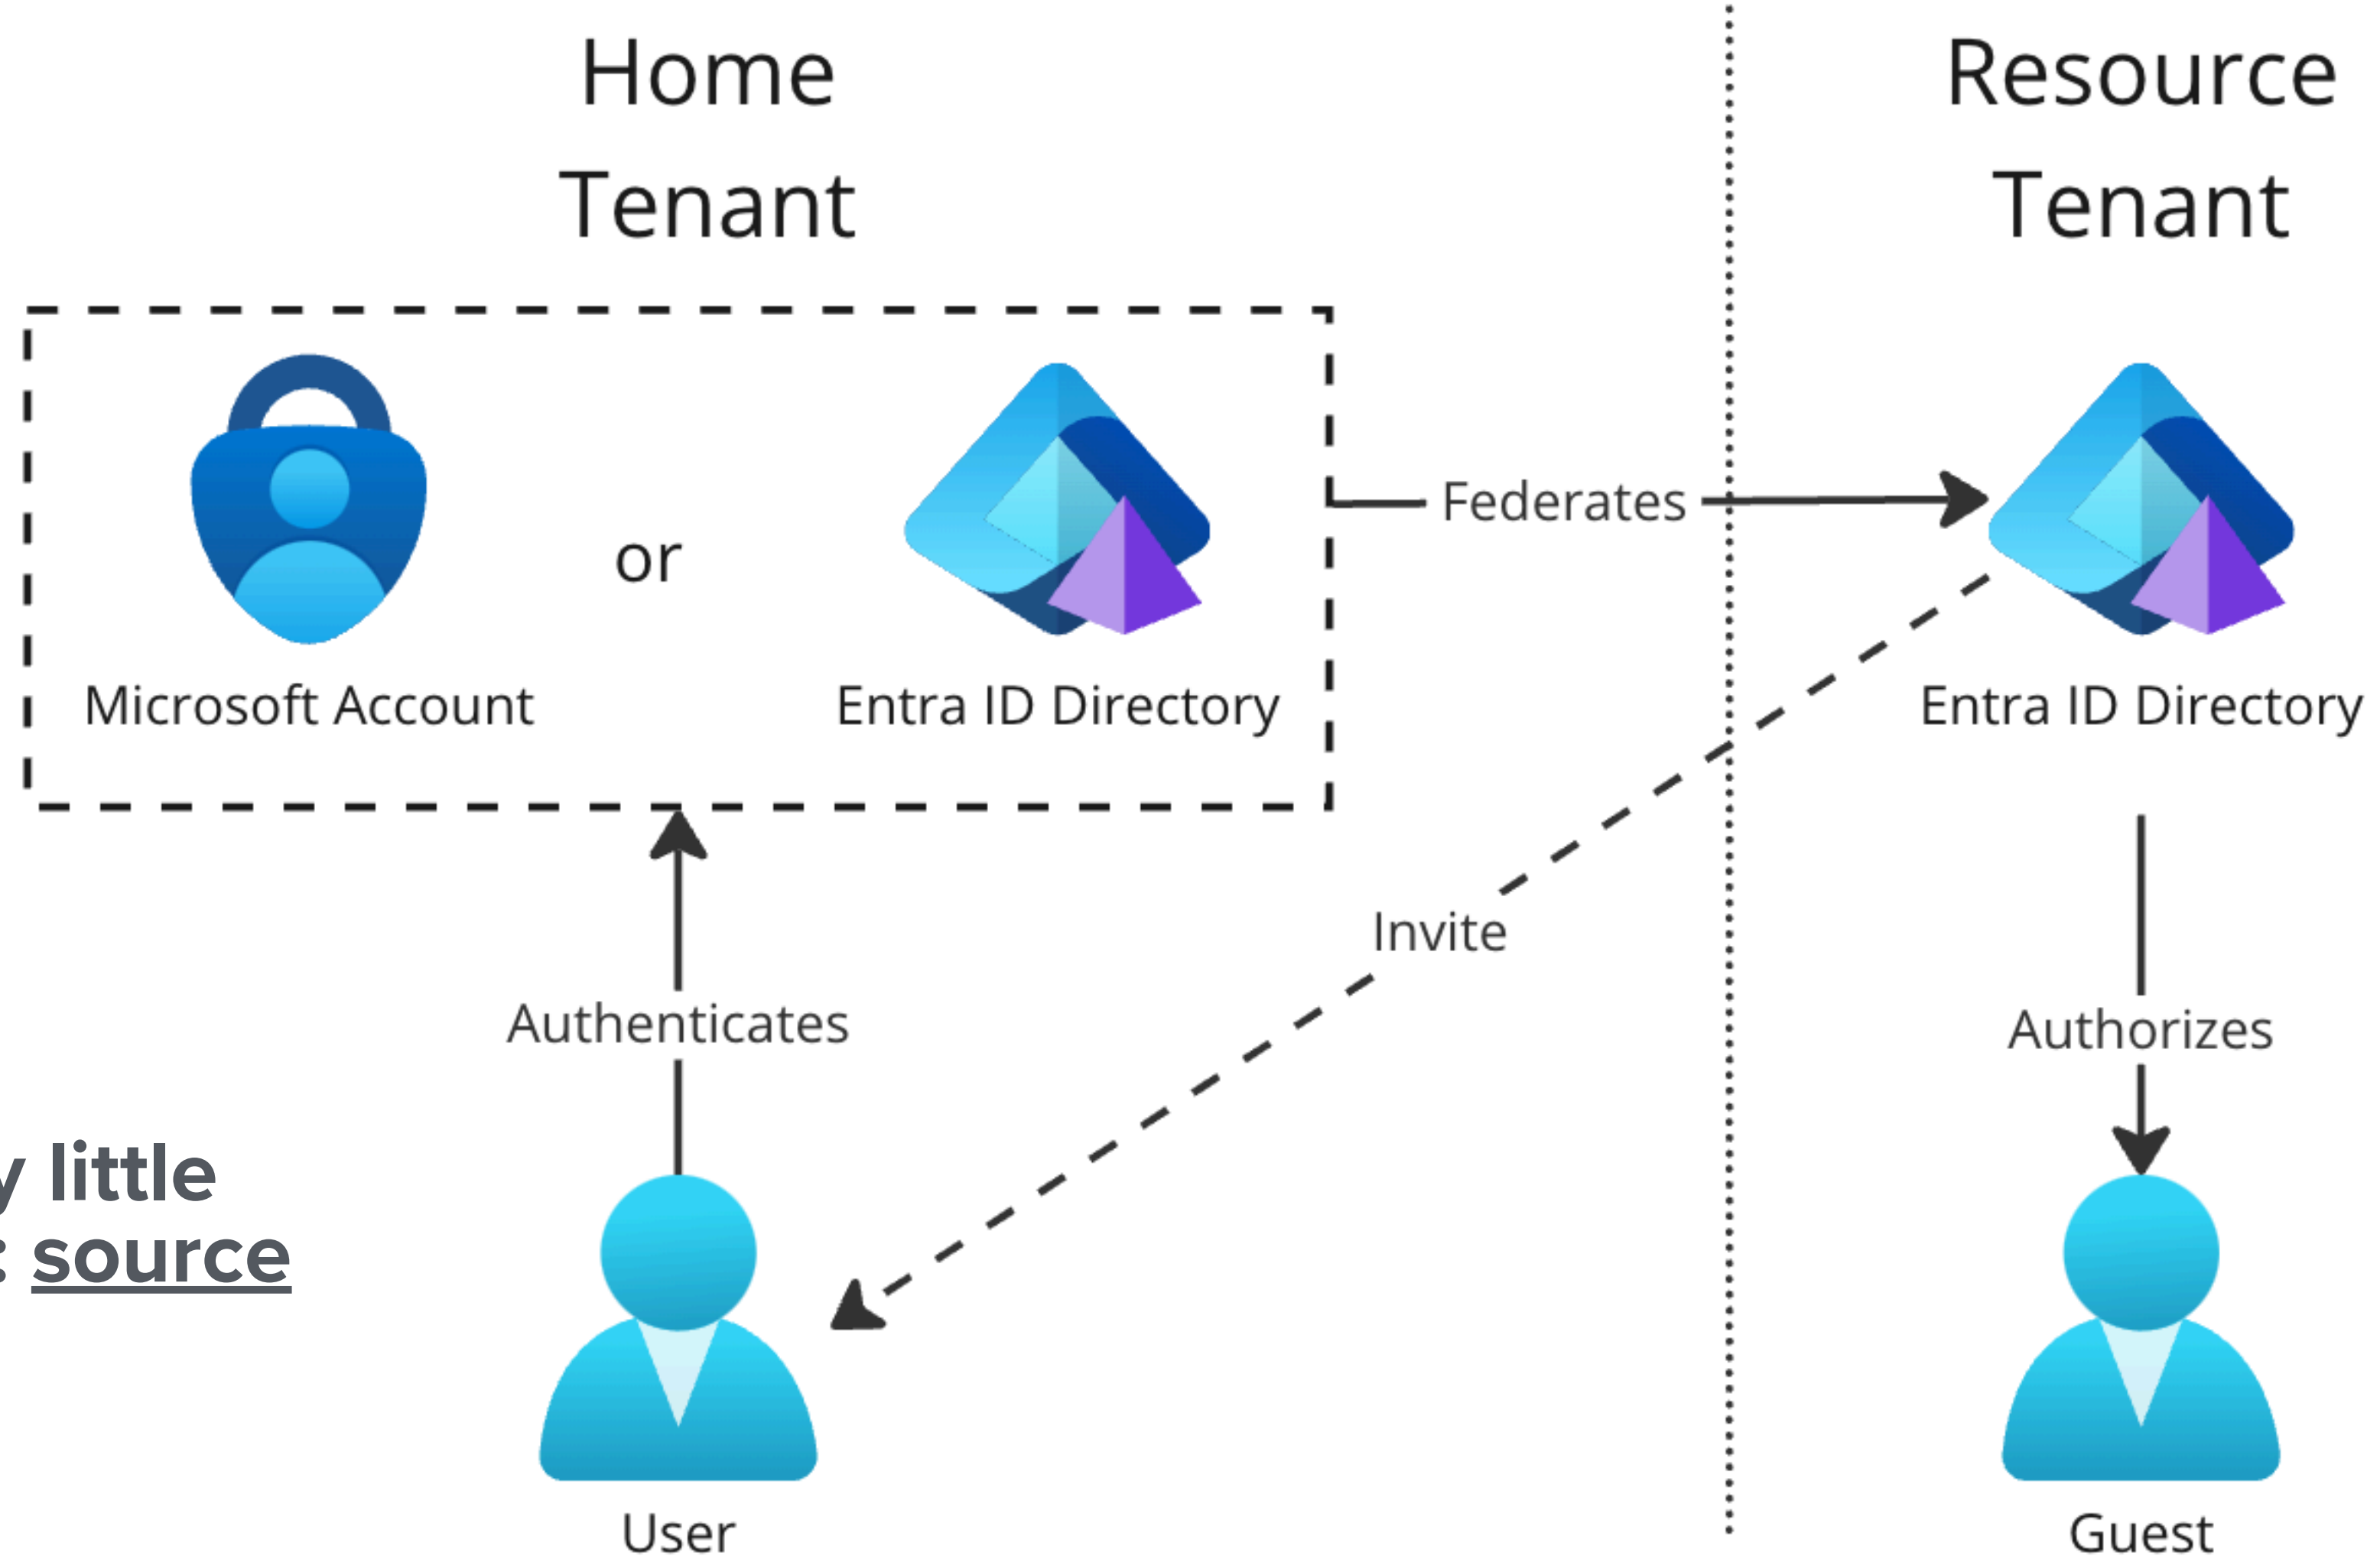 Home
Tenant
Resource
Tenant
or
Microsoft Account
Entra ID Directory
Federates
Entra ID Directory
Invite
Authenticates
Authorizes
little
source
User
Guest